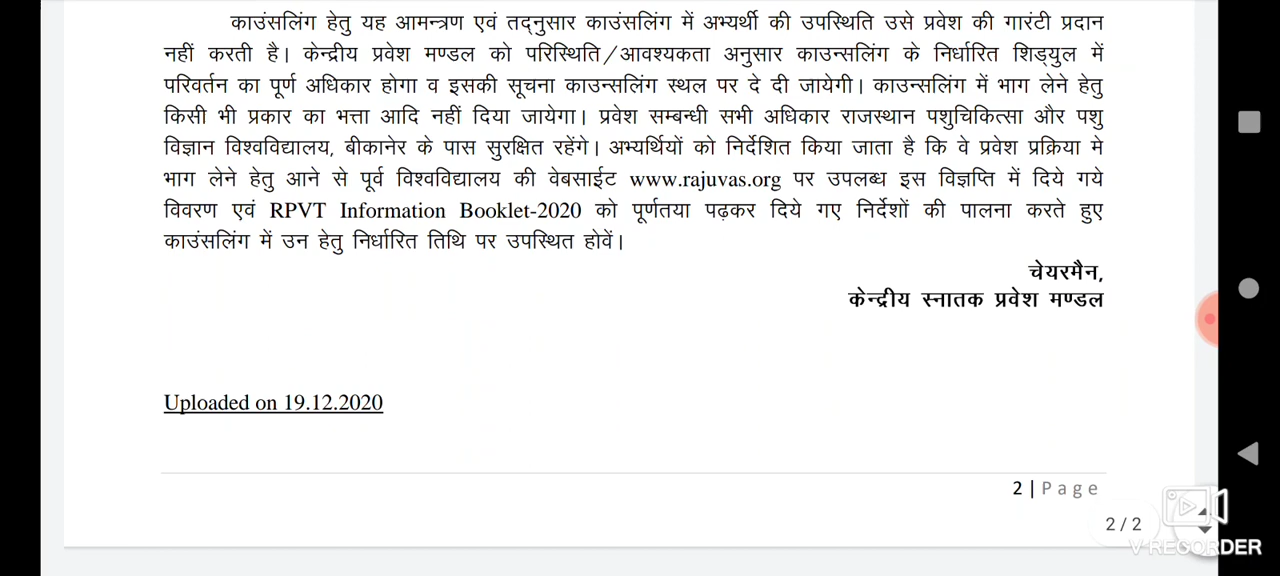 काउंसलिंग हेतु यह आमन्त्रण एवं तद्नुसार काउंसलिंग में अभ्यर्थी की उपस्थिति उसे प्रवेश की गारंटी प्रदान
नहीं करती है। केन्द्रीय प्रवेश मण्डल को परिस्थिति/आवश्यकता अनुसार काउन्सलिंग के निर्धारित शिड्युल में
परिवर्तन का पूर्ण अधिकार होगा व इसकी सूचना काउन्सलिंग स्थल पर दे दी जायेगी। काउन्सलिंग में भाग लेने हेतु
किसी भी प्रकार का भत्ता आदि नहीं दिया जायेगा। प्रवेश सम्बन्धी सभी अधिकार राजस्थान पशुचिकित्सा और पशु
विज्ञान विश्वविद्यालय, बीकानेर के पास सुरक्षित रहेंगे। अभ्यर्थियों को निर्देशित किया जाता है कि वे प्रवेश प्रक्रिया मे
भाग लेने हेतु आने से पूर्व विश्वविद्यालय की वेबसाईट www.rajuvas.org पर उपलब्ध इस विज्ञप्ति में दिये गये
विवरण एवं RPVT Information Booklet-2020 को पूर्णतया पढ़कर दिये गए निर्देशों की पालना करते हुए
काउंसलिंग में उन हेतु निर्धारित तिथि पर उपस्थित होवें।
चेयरमैन,
केन्द्रीय स्नातक प्रवेश मण्डल
Uploaded on 19.12.2020
2 | Page
2 / 2
V RECORDER